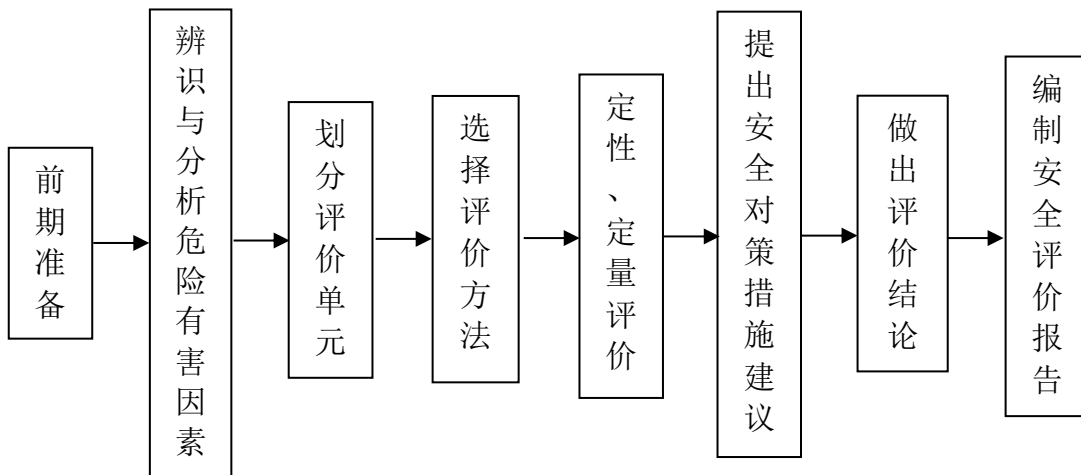 前期准备
辨识与分析危险有害因素
划分评价单元
选择评价方法
定性、定量评价
提出安全对策措施建议
做出评价结论
编制安全评价报告